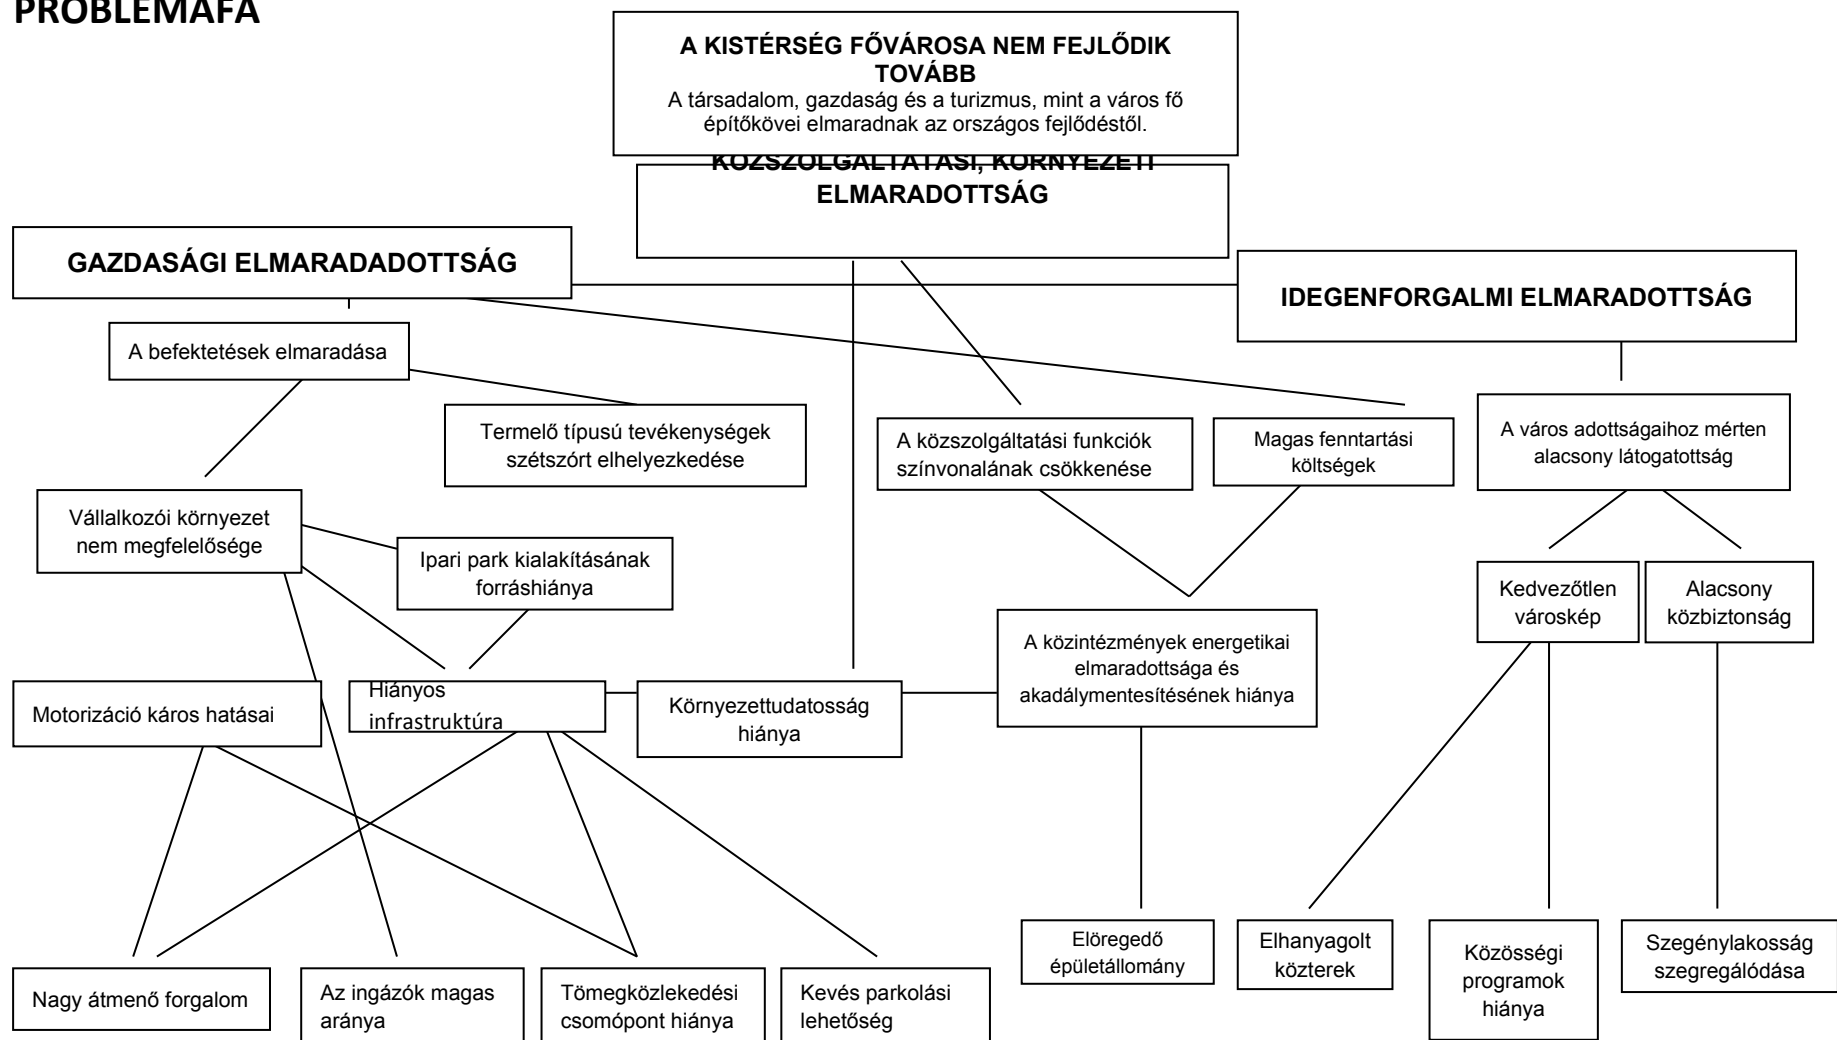 PROBLÉMAFA
A KISTÉRSÉG FŐVÁROSA NEM FEJLŐDIK
TOVÁBB
A társadalom, gazdaság és a turizmus, mint a város fő
építőkövei elmaradnak az országos fejlődéstől.
KÖZSZOLGÁLTATÁSI, KÖRNYEZETI
ELMARADOTTSÁG
GAZDASÁGI ELMARADADOTTSÁG
IDEGENFORGALMI ELMARADOTTSÁG
A befektetések elmaradása
Termelő típusú tevékenységek
szétszórt elhelyezkedése
A közszolgáltatási funkciók
színvonalának csökkenése
Magas fenntartási
költségek
A város adottságaihoz mérten
alacsony látogatottság
Vállalkozói környezet
nem megfelelősége
Ipari park kialakításának
forráshiánya
Kedvezőtlen
városkép
Alacsony
közbiztonság
A közintézmények energetikai
elmaradottsága és
akadálymentesítésének hiánya
Motorizáció káros hatásai
Hiányos
infrastruktúra
Környezettudatosság
hiánya
Elöregedő
épületállomány
Elhanyagolt
közterek
Közösségi
programok
hiánya
Szegénylakosság
szegregálódása
Nagy átmenő forgalom
Az ingázók magas
aránya
Tömegközlekedési
csomópont hiánya
Kevés parkolási
lehetőség